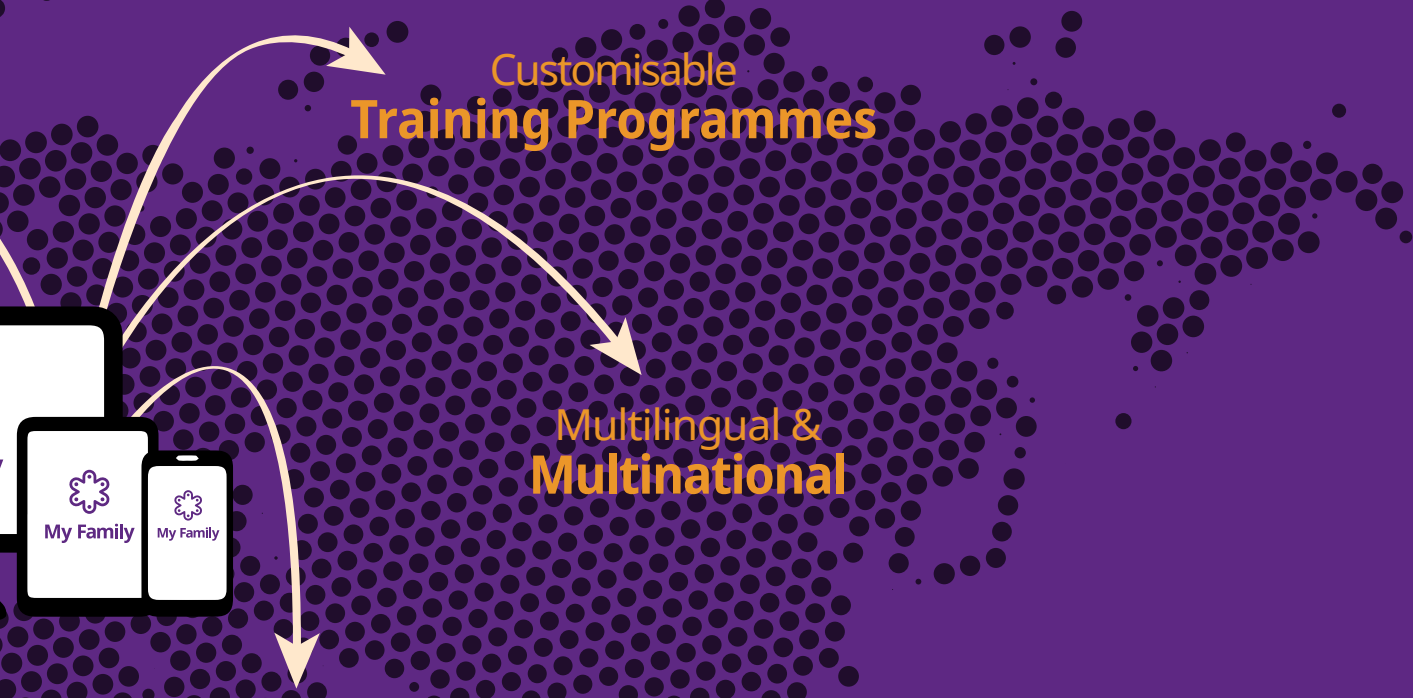 Customisable
Training Programmes
Multilingual &
Multinational
My Family
My Family